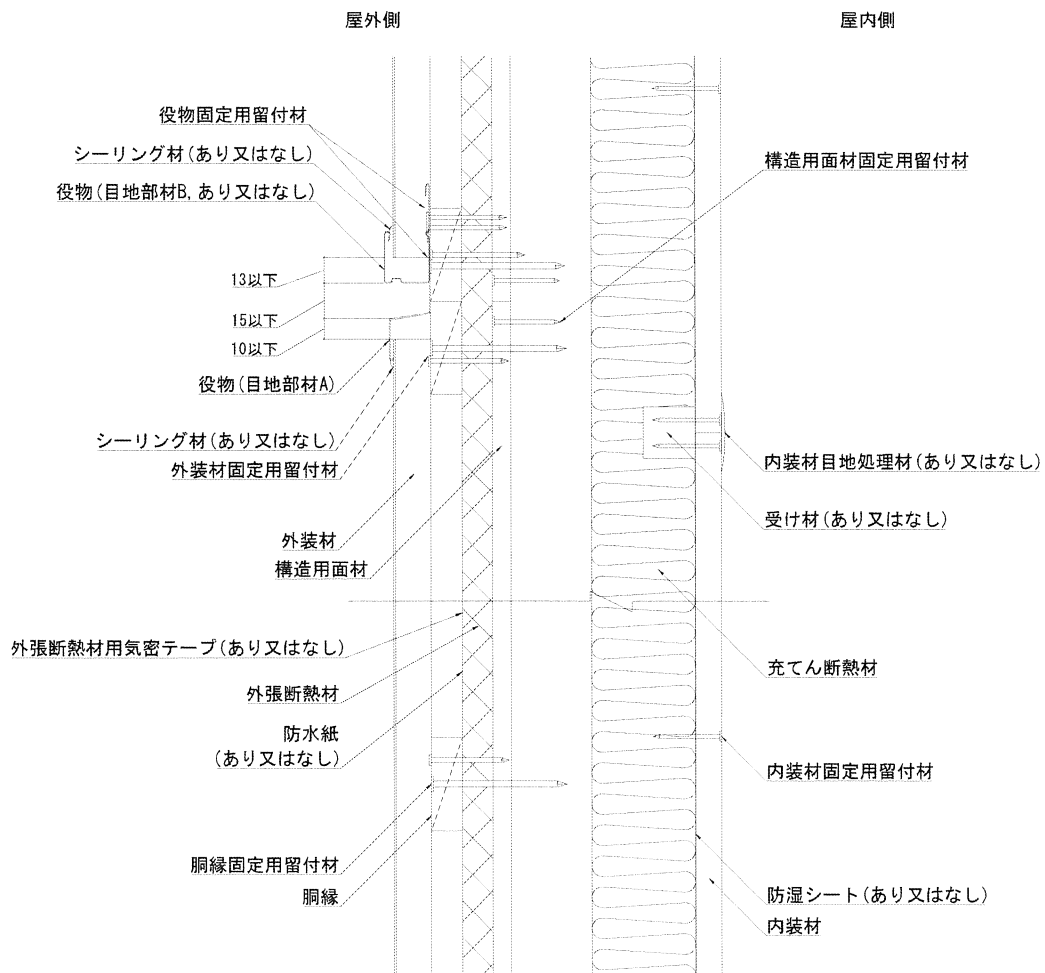 屋外側
屋内側
役物固定用留付材
シーリング材(あり又はなし)
役物(目地部材B,あり又はなし)
13以下
15以下
10以下
役物(目地部材A)
シーリング材(あり又はなし)
外装材固定用留付材
外装材
構造用面材
外張断熱材用気密テープ(あり又はなし)
外張断熱材
防水紙
(あり又はなし)
胴縁固定用留付材
胴縁
構造用面材固定用留付材
内装材目地処理材(あり又はなし)
受け材(あり又はなし)
充てん断熱材
内装材固定用留付材
防湿シート(あり又はなし)
内装材